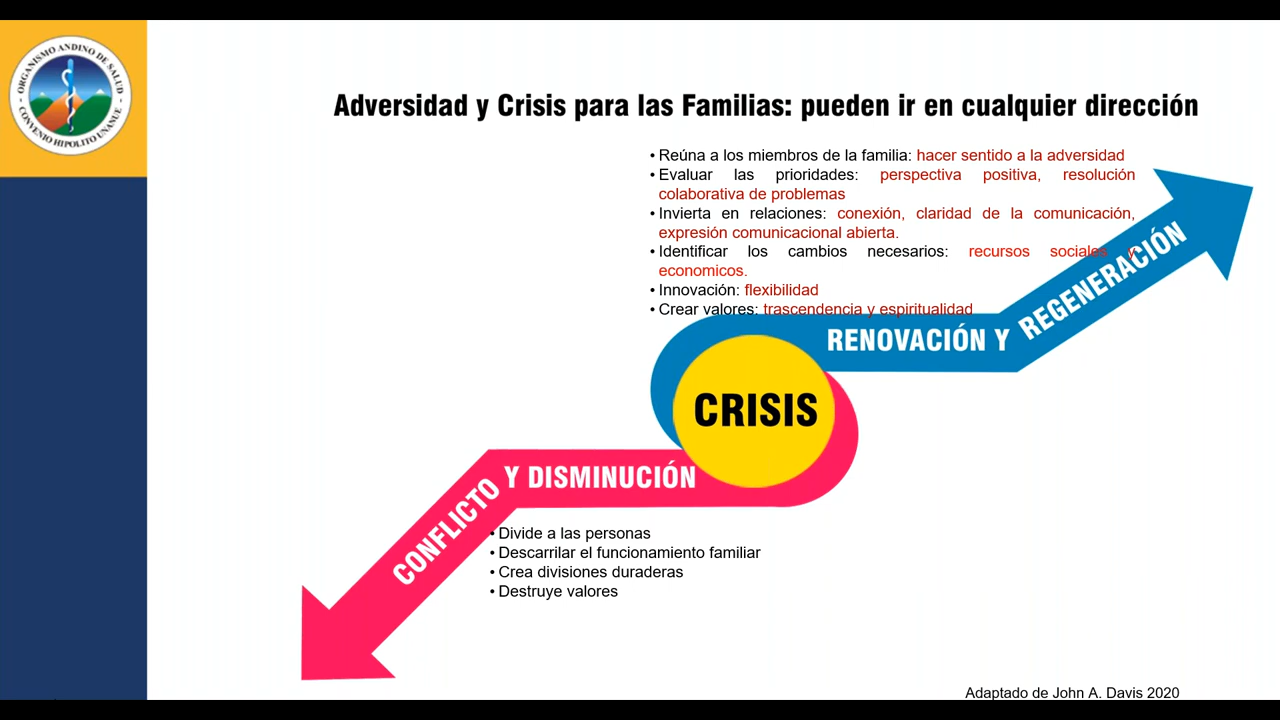 ORGANISMO ANDINO DE SALUD
CONVENIO HIPOLITO UNANUE
Adversidad y Crisis para las Familias: pueden ir en cualquier dirección
• Reúna a los miembros de la familia: hacer sentido a la adversidad
• Evaluar las prioridades: perspectiva positiva, resolución
colaborativa de problemas
• Invierta en relaciones: conexión, claridad de la comunicación,
expresión comunicacional abierta.
• Identificar los cambios necesarios: recursos sociales y
economicos.
• Innovación: flexibilidad
• Crear valores: trascendencia y espiritualidad
RENOVACIÓN Y REGENERACIÓN
CRISIS
CONFLICTO Y DISMINUCIÓN
• Divide a las personas
• Descarrilar el funcionamiento familiar
• Crea divisiones duraderas
• Destruye valores
Adaptado de John A. Davis 2020